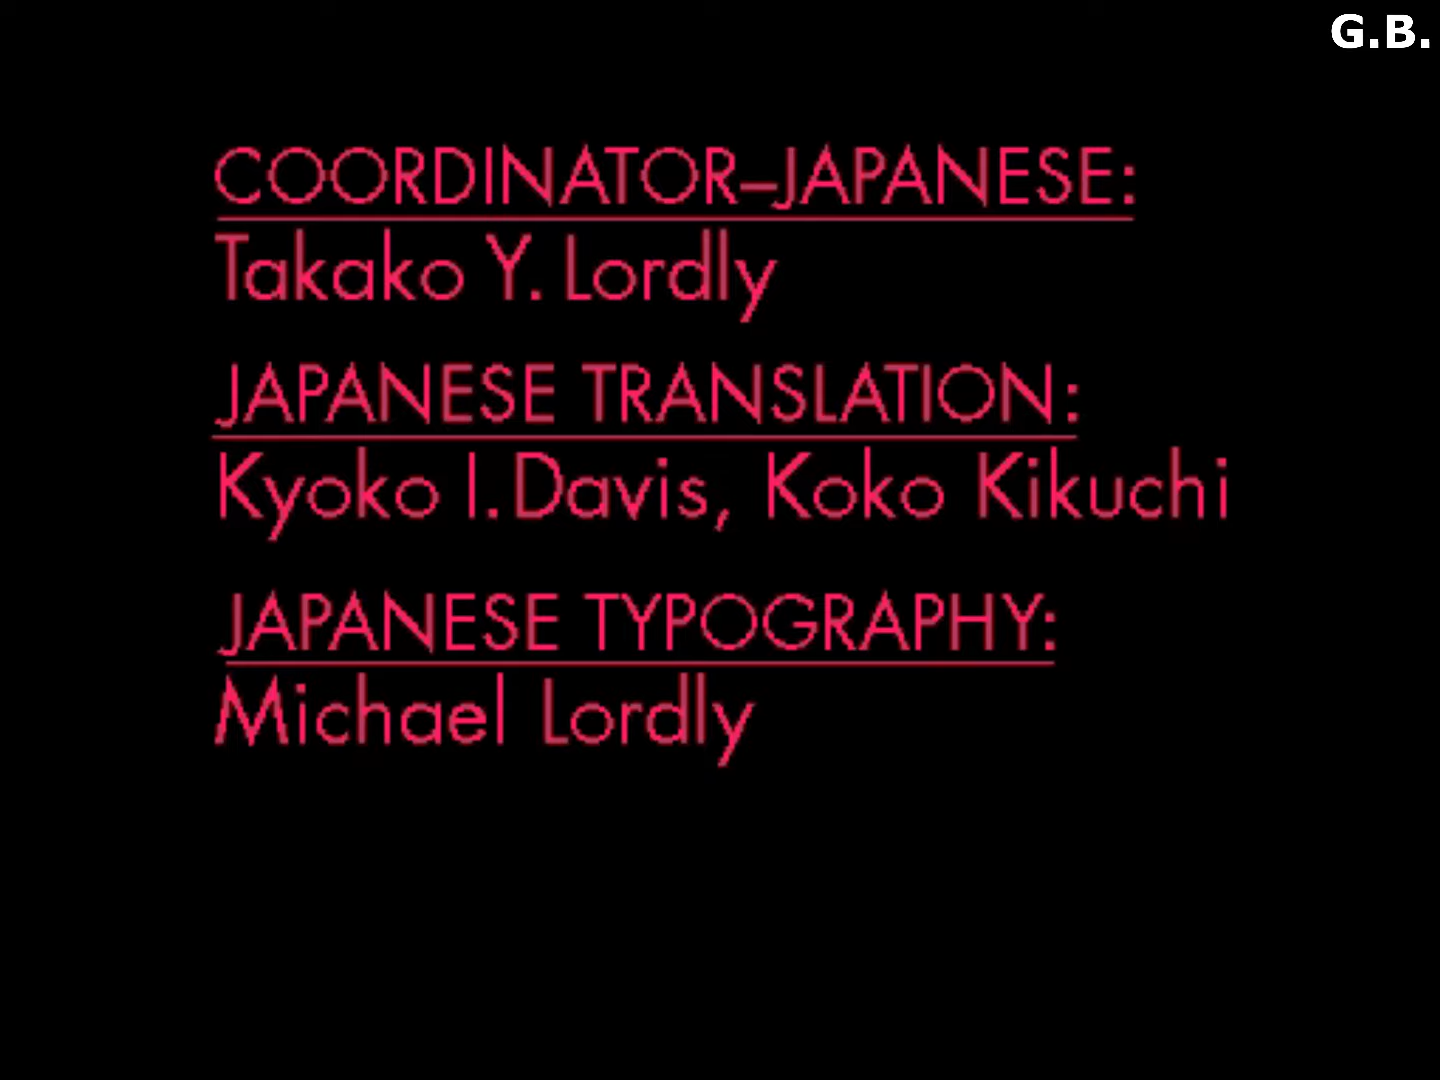 G.B.
COORDINATOR–JAPANESE:
Takako Y. Lordly
JAPANESE TRANSLATION:
Kyoko I. Davis, Koko Kikuchi
JAPANESE TYPOGRAPHY:
Michael Lordly